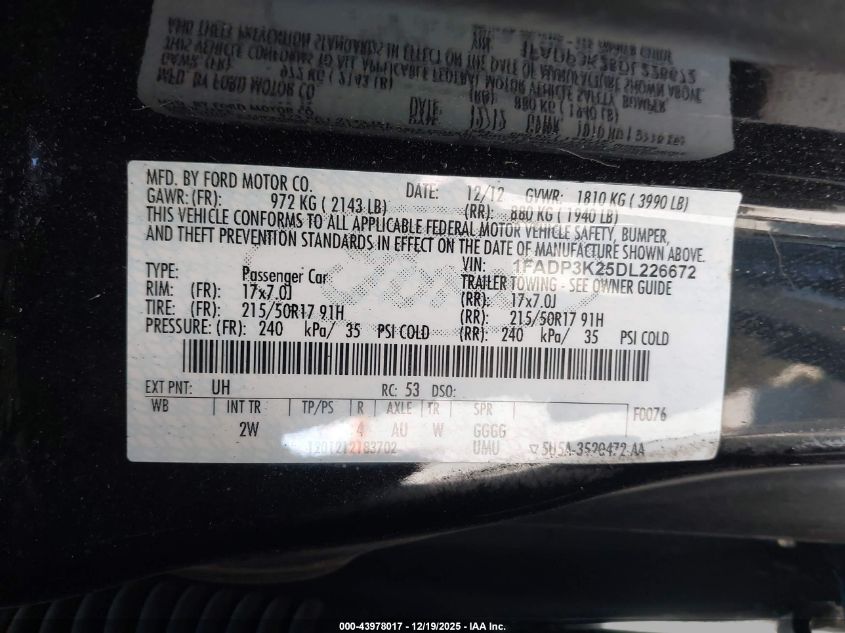 MFD. BY FORD MOTOR CO. DATE: 12/12 GVWR: 1810 KG ( 3990 LB)
GAWR: (FR): 972 KG ( 2143 LB) (RR): 880 KG ( 1940 LB)
THIS VEHICLE CONFORMS TO ALL APPLICABLE FEDERAL MOTOR VEHICLE SAFETY, BUMPER,
AND THEFT PREVENTION STANDARDS IN EFFECT ON THE DATE OF MANUFACTURE SHOWN ABOVE.
VIN: 1FADP3K25DL226672
TYPE: Passenger Car TRAILER TOWING - SEE OWNER GUIDE
RIM: (FR): 17x7.0J (RR): 17x7.0J
TIRE: (FR): 215/50R17 91H (RR): 215/50R17 91H
PRESSURE: (FR): 240 kPa/ 35 PSI COLD (RR): 240 kPa/ 35 PSI COLD
EXT PNT: UH RC: 53 DSO:
WB INT TR TP/PS R AXLE TR SPR F0076
2W 4 AU W GGGG
UMU 5U5A-3520472-AA
000-43978017 - 12/19/2025 - IAA Inc.